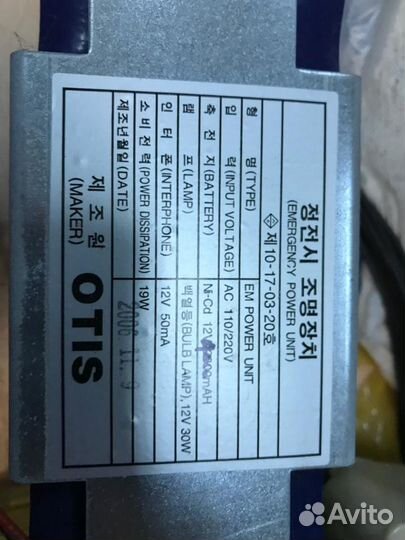 정전시 조명장치
(EMERGENCY POWER UNIT)
제10-17-03-20호
형 명(TYPE) EM POWER UNIT
입 력(INPUT VOLTAGE) AC 110/220V
축 전 지(BATTERY) Ni-Cd 12V mAH
램 프(LAMP) 백열등(BULB LAMP), 12V 30W
인 터 폰(INTERPHONE) 12V 50mA
소 비 전 력(POWER DISSIPATION) 19W
제조년월일(DATE) 2006 11. 9
제 조 원
(MAKER) OTIS
Avito